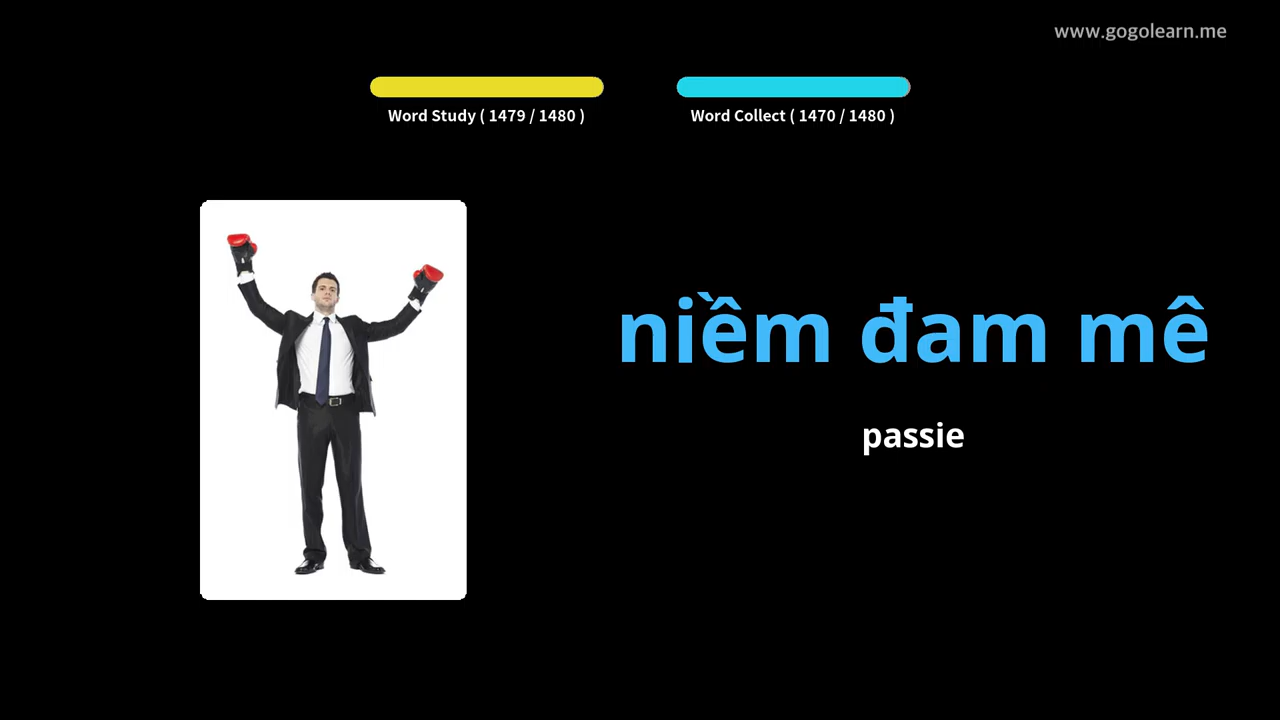 www.gogolearn.me
Word Study ( 1479 / 1480 )
Word Collect ( 1470 / 1480 )
niềm đam mê
passie